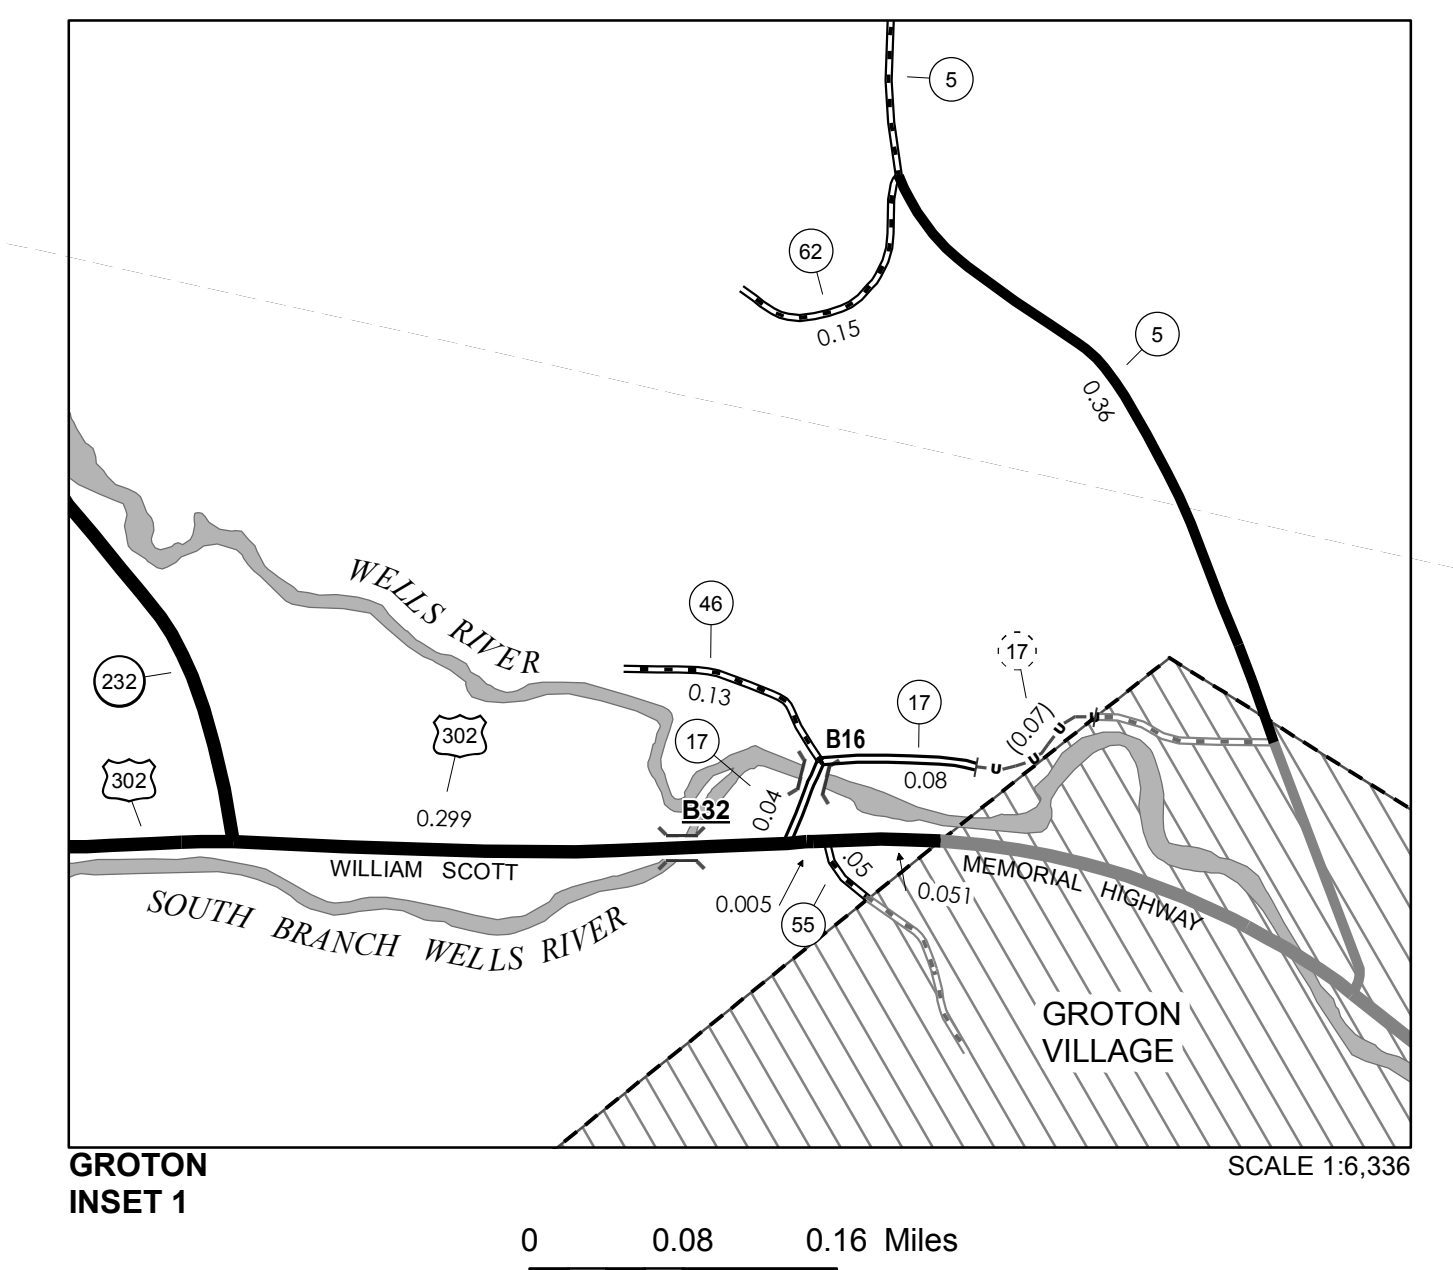 5
62
0.15
5
0.36
WELLS RIVER
46
0.13
17
(0.07)
232
302
17
17
B16
0.08
302
0.04
B32
0.299
WILLIAM SCOTT
.05
MEMORIAL HIGHWAY
0.005
0.051
55
SOUTH BRANCH WELLS RIVER
U
U
U
U
GROTON
VILLAGE
GROTON
INSET 1
SCALE 1:6,336
0 0.08 0.16 Miles